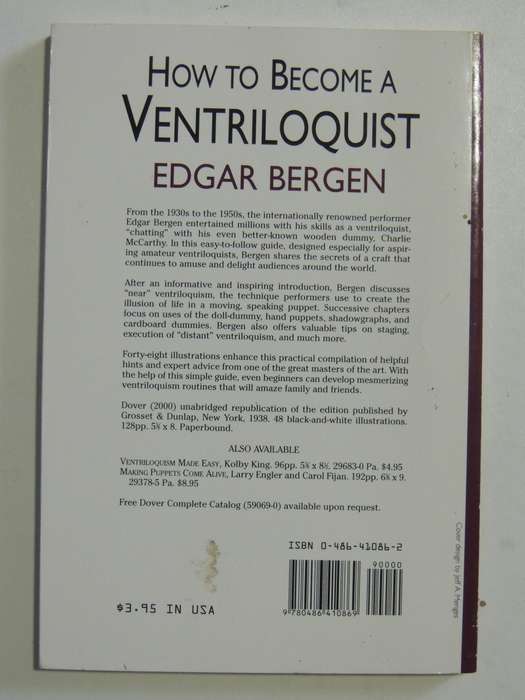 HOW TO BECOME A
VENTRILOQUIST
EDGAR BERGEN
From the 1930s to the 1950s, the internationally renowned performer
Edgar Bergen entertained millions with his skills as a ventriloquist,
"chatting" with his even better-known wooden dummy, Charlie
McCarthy. In this easy-to-follow guide, designed especially for aspir-
ing amateur ventriloquists, Bergen shares the secrets of a craft that
continues to amuse and delight audiences around the world.
After an informative and inspiring introduction, Bergen discusses
"near" ventriloquism, the technique performers use to create the
illusion of life in a moving, speaking puppet. Successive chapters
focus on uses of the doll-dummy, hand puppets, shadowgraphs, and
cardboard dummies. Bergen also offers valuable tips on staging,
execution of "distant" ventriloquism, and much more.
Forty-eight illustrations enhance this practical compilation of helpful
hints and expert advice from one of the great masters of the art. With
the help of this simple guide, even beginners can develop mesmerizing
ventriloquism routines that will amaze family and friends.
Dover (2000) unabridged republication of the edition published by
Grosset & Dunlap, New York, 1938. 48 black-and-white illustrations.
128pp. 5⅜ x 8. Paperbound.
ALSO AVAILABLE
VENTRILOQUISM MADE EASY, Kolby King. 96pp. 5⅜ x 8½. 29683-0 Pa. $4.95
MAKING PUPPETS COME ALIVE, Larry Engler and Carol Fijan. 192pp. 6⅛ x 9.
29378-5 Pa. $8.95
Free Dover Complete Catalog (59069-0) available upon request.
ISBN 0-486-41086-2
90000
9 780486 410869
$3.95 IN USA
Cover design by Jeff A. Menges